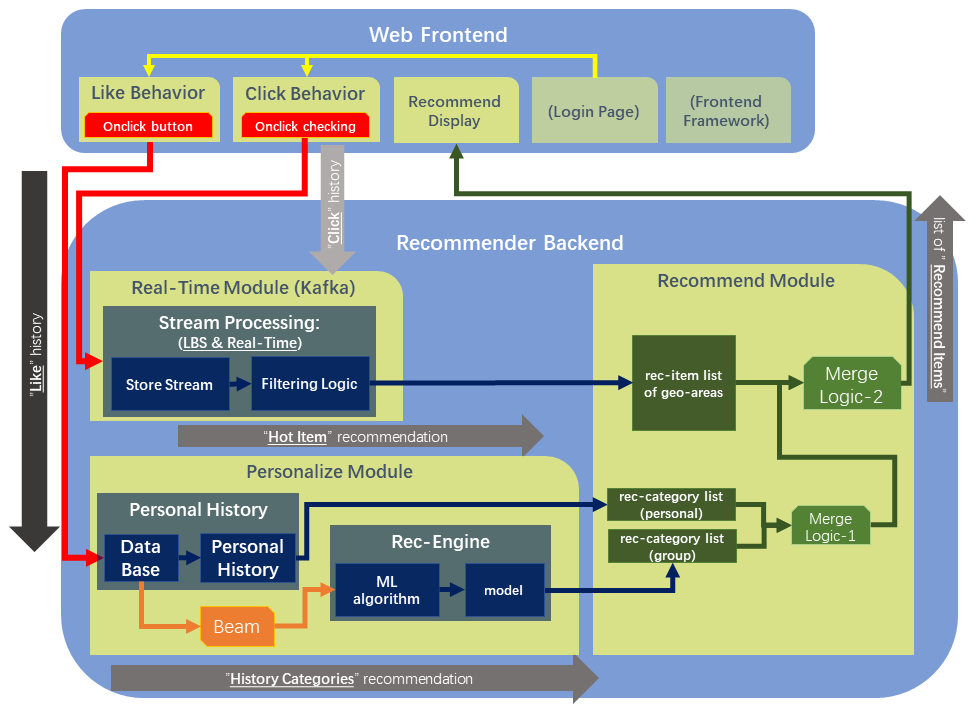 Web Frontend
Like Behavior
Onclick button
Click Behavior
Onclick checking
Recommend
Display
(Login Page)
(Frontend
Framework)
"Like" history
"Click" history
list of " Recommend Items"
Recommender Backend
Real-Time Module (Kafka)
Stream Processing:
(LBS & Real-Time)
Store Stream
Filtering Logic
"Hot Item" recommendation
Recommend Module
rec-item list
of geo-areas
Merge
Logic-2
rec-category list
(personal)
rec-category list
(group)
Merge
Logic-1
Personalize Module
Personal History
Data
Base
Personal
History
Beam
Rec-Engine
ML
algorithm
model
"History Categories" recommendation